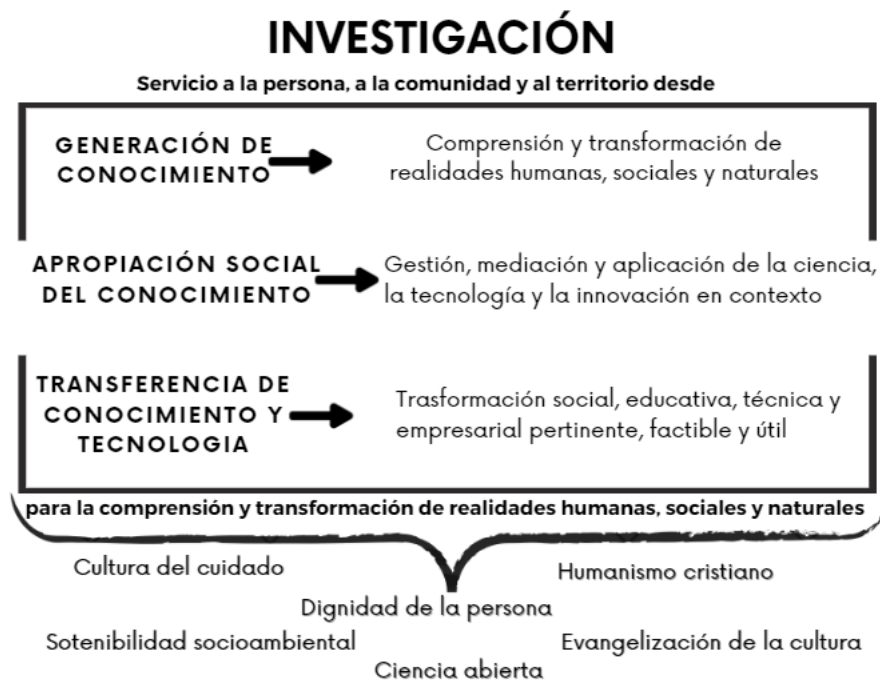 INVESTIGACIÓN
Servicio a la persona, a la comunidad y al territorio desde
GENERACIÓN DE
CONOCIMIENTO
Comprensión y transformación de
realidades humanas, sociales y naturales
APROPIACIÓN SOCIAL
DEL CONOCIMIENTO
Gestión, mediación y aplicación de la ciencia,
la tecnología y la innovación en contexto
TRANSFERENCIA DE
CONOCIMIENTO Y
TECNOLOGIA
Trasformación social, educativa, técnica y
empresarial pertinente, factible y útil
para la comprensión y transformación de realidades humanas, sociales y naturales
Cultura del cuidado
Humanismo cristiano
Dignidad de la persona
Sotenibilidad socioambiental
Evangelización de la cultura
Ciencia abierta